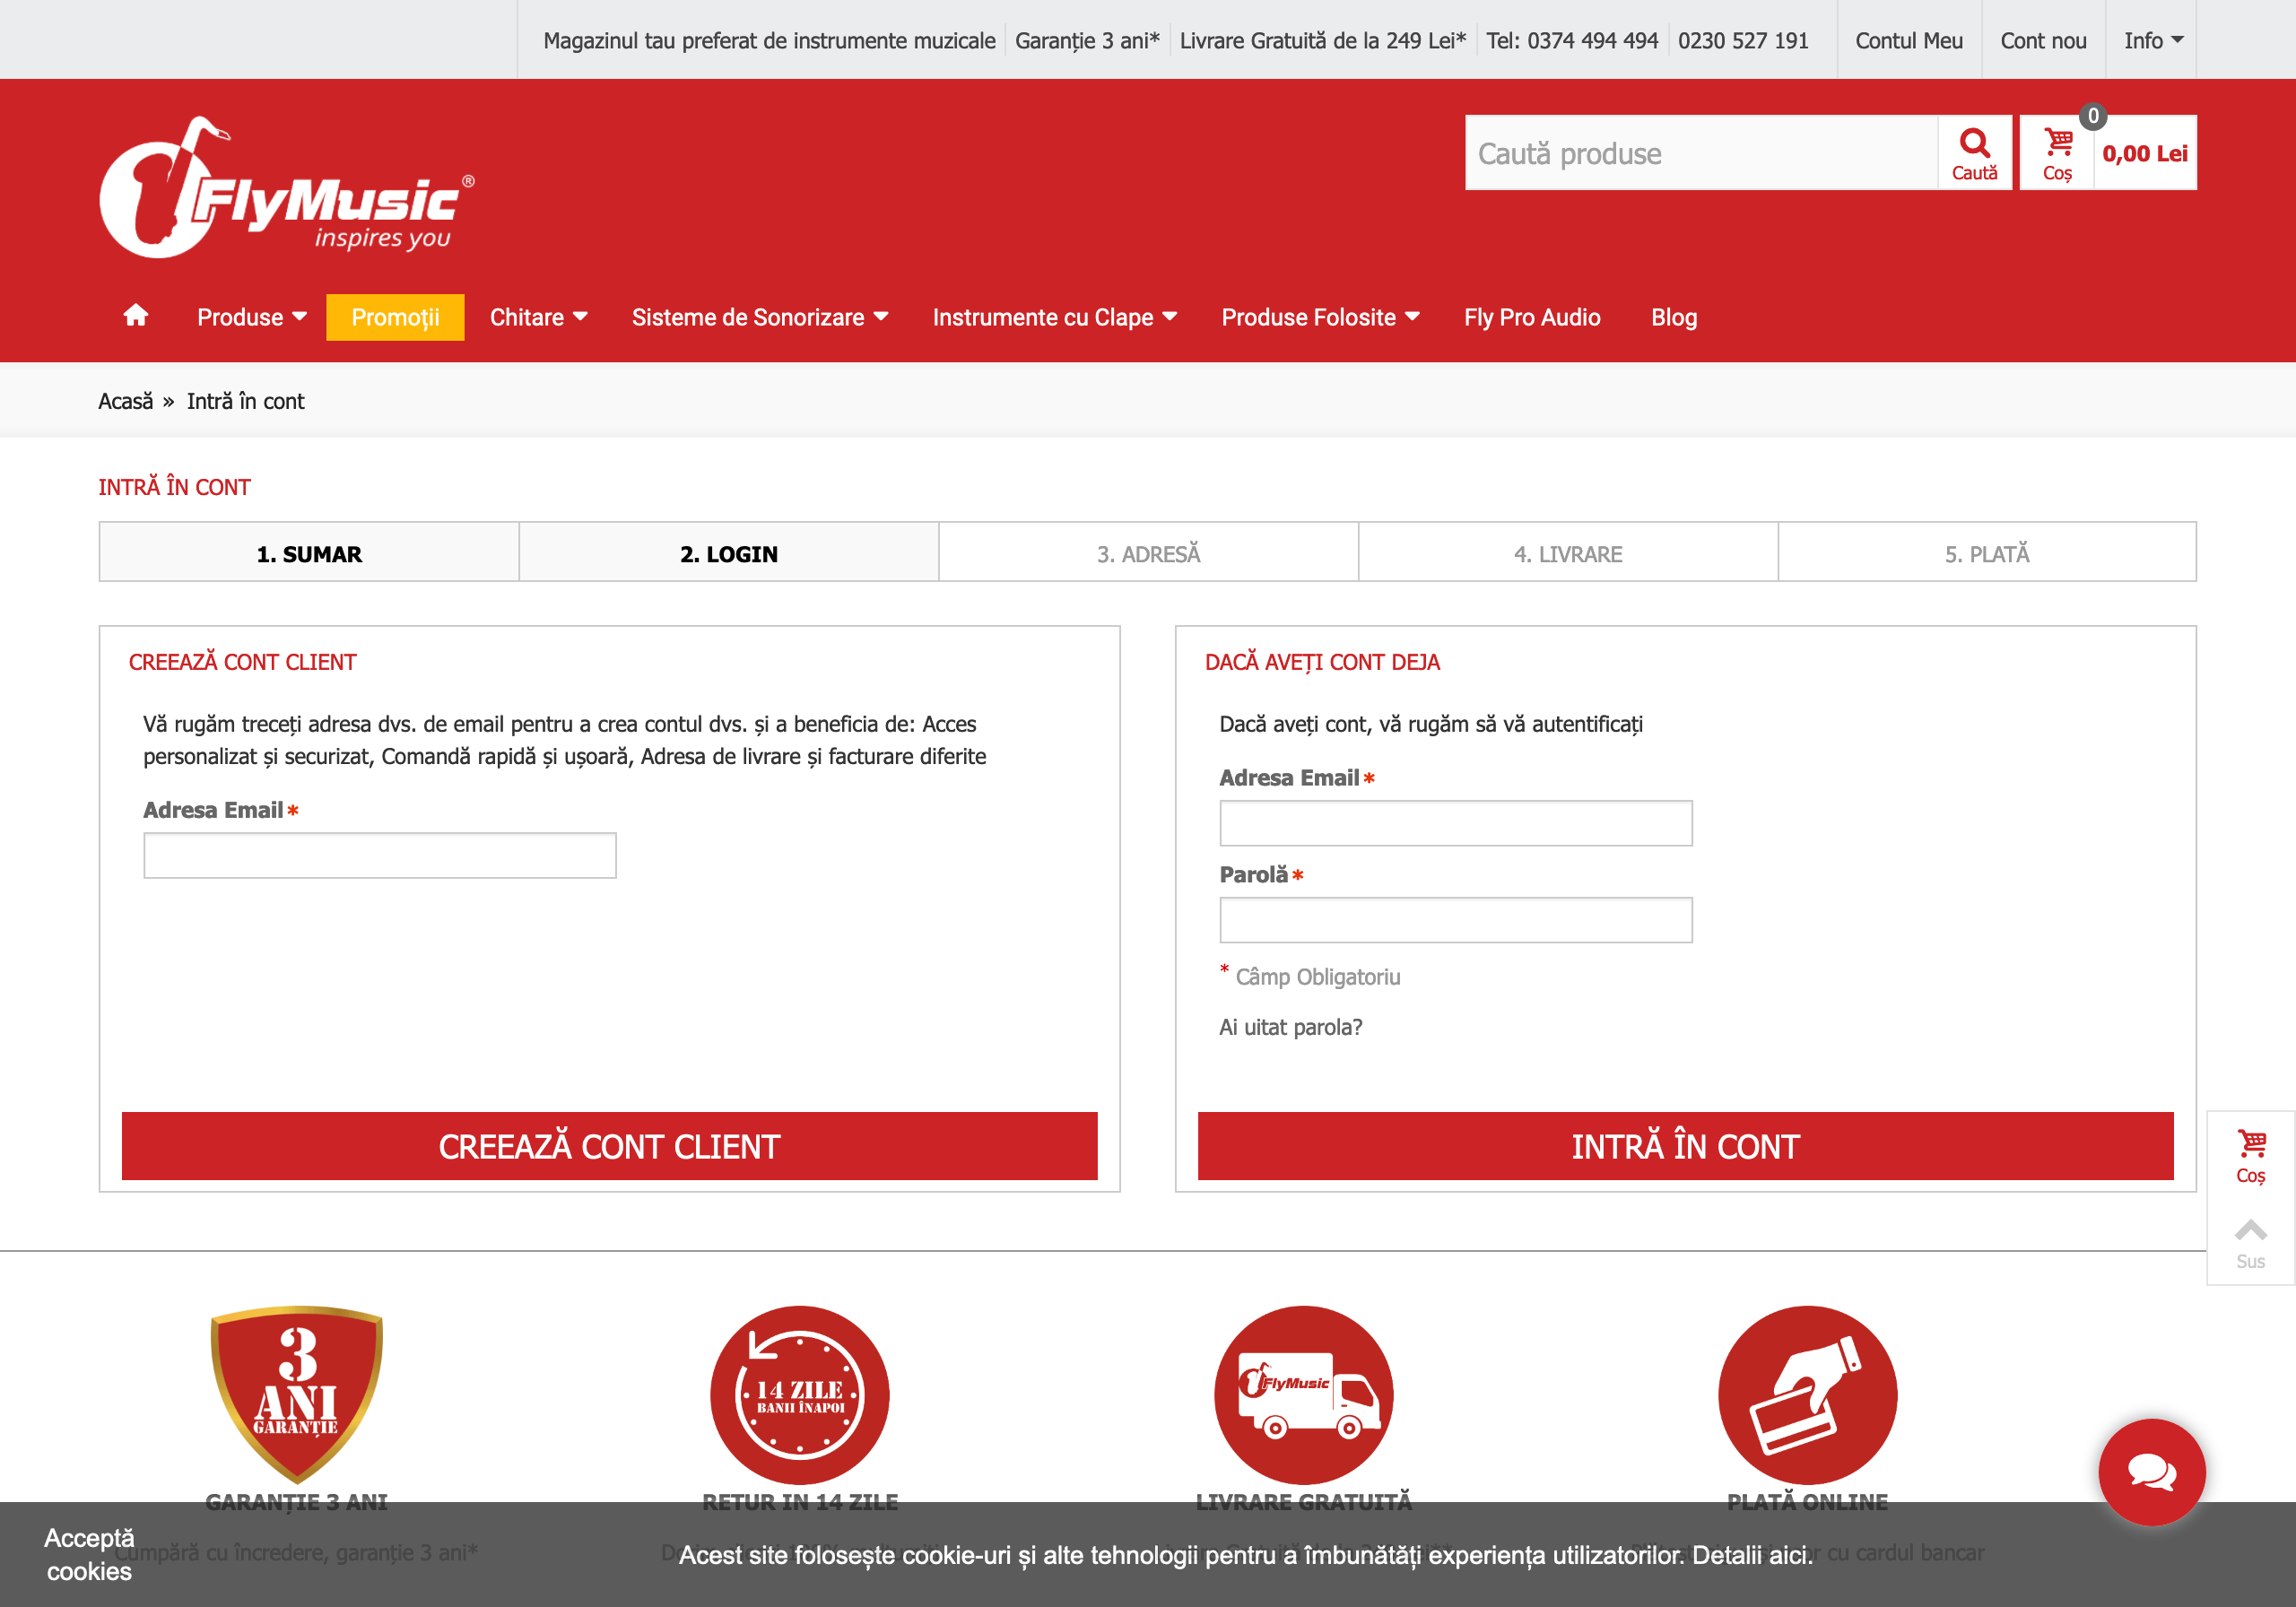 Magazinul tau preferat de instrumente muzicale Garanție 3 ani* Livrare Gratuită de la 249 Lei* Tel: 0374 494 494 0230 527 191 Contul Meu Cont nou Info
FlyMusic®
inspires you
Caută produse
Caută
0
Coș
0,00 Lei
Produse Promoții Chitare Sisteme de Sonorizare Instrumente cu Clape Produse Folosite Fly Pro Audio Blog
Acasă » Intră în cont
INTRĂ ÎN CONT
1. SUMAR 2. LOGIN 3. ADRESĂ 4. LIVRARE 5. PLATĂ
CREEAZĂ CONT CLIENT
Vă rugăm treceți adresa dvs. de email pentru a crea contul dvs. și a beneficia de: Acces
personalizat și securizat, Comandă rapidă și ușoară, Adresa de livrare și facturare diferite
Adresa Email*
CREEAZĂ CONT CLIENT
DACĂ AVEȚI CONT DEJA
Dacă aveți cont, vă rugăm să vă autentificați
Adresa Email*
Parolă*
* Câmp Obligatoriu
Ai uitat parola?
INTRĂ ÎN CONT
Coș
Sus
3
ANI
GARANȚIE
14 ZILE
BANII ÎNAPOI
FlyMusic
GARANȚIE 3 ANI RETUR IN 14 ZILE LIVRARE GRATUITĂ PLATĂ ONLINE
Cumpără cu încredere, garanție 3 ani*
cu cardul bancar
Acceptă
cookies
Acest site folosește cookie-uri și alte tehnologii pentru a îmbunătăți experiența utilizatorilor. Detalii aici.